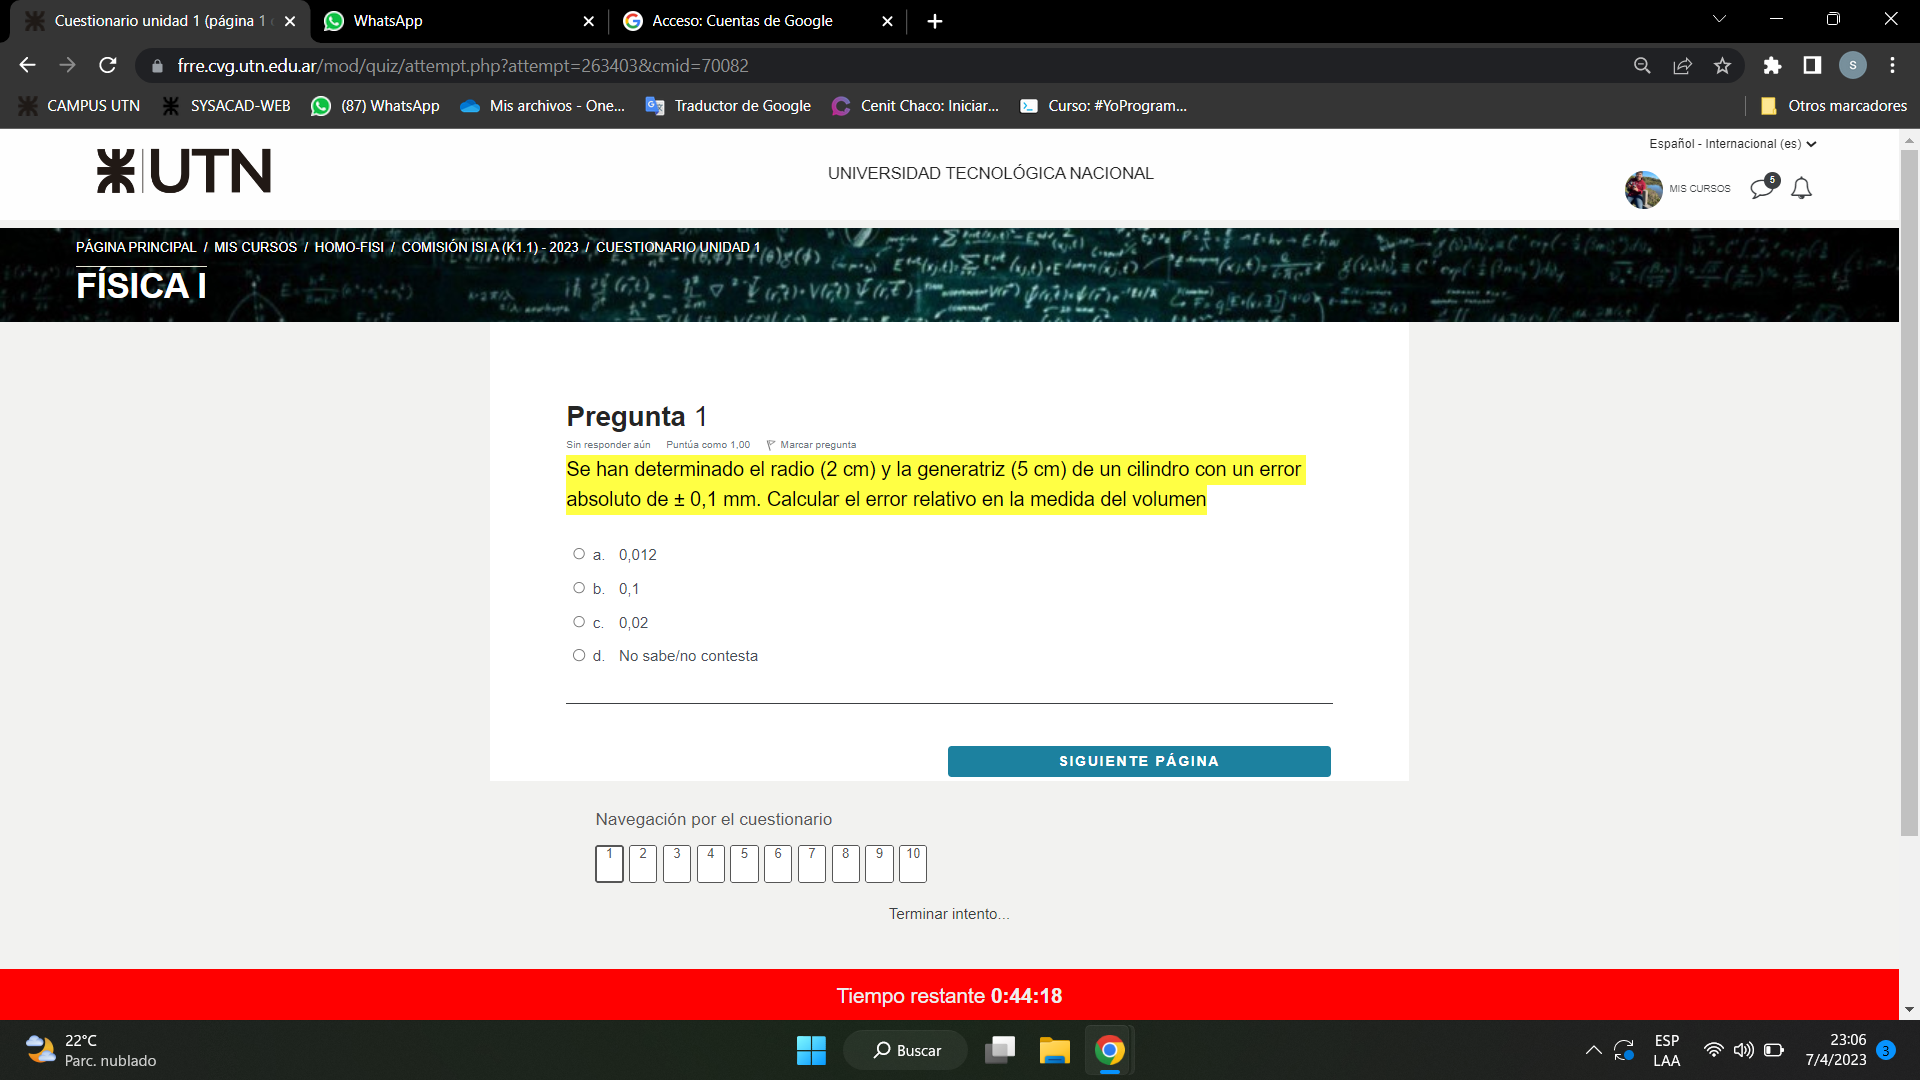 Cuestionario unidad 1 (página 1
WhatsApp
Acceso: Cuentas de Google
frre.cvg.utn.edu.ar/mod/quiz/attempt.php?attempt=263403&cmid=70082
S
CAMPUS UTN
SYSACAD-WEB
(87) WhatsApp
Mis archivos - One...
Traductor de Google
Cenit Chaco: Iniciar...
Curso: #YoProgram...
Otros marcadores
UTN
UNIVERSIDAD TECNOLÓGICA NACIONAL
Español - Internacional (es)
MIS CURSOS
5
PÁGINA PRINCIPAL / MIS CURSOS / HOMO-FISI / COMISIÓN ISI A (K1.1) - 2023 / CUESTIONARIO UNIDAD 1
FÍSICA I
Pregunta 1
Sin responder aún Puntúa como 1,00 Marcar pregunta
Se han determinado el radio (2 cm) y la generatriz (5 cm) de un cilindro con un error
absoluto de ± 0,1 mm. Calcular el error relativo en la medida del volumen
a. 0,012
b. 0,1
c. 0,02
d. No sabe/no contesta
SIGUIENTE PÁGINA
Navegación por el cuestionario
1 2 3 4 5 6 7 8 9 10
Terminar intento...
Tiempo restante 0:44:18
22°C
Parc. nublado
Buscar
ESP
LAA
23:06
7/4/2023
3